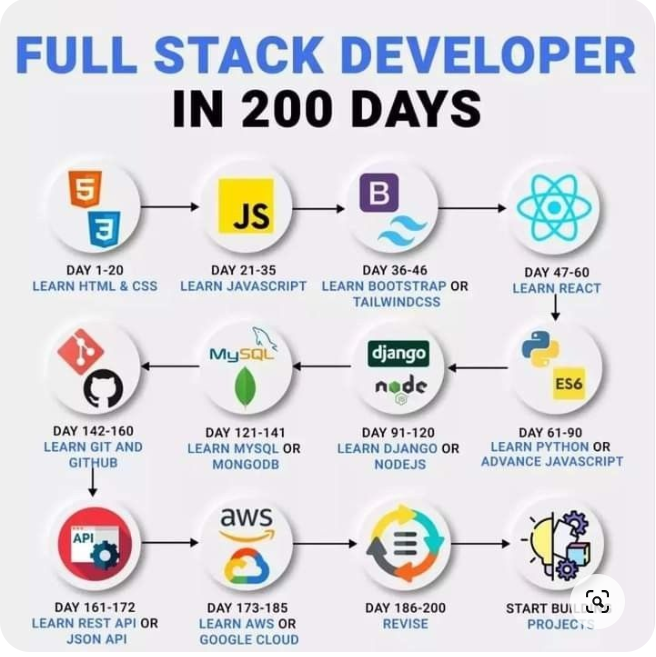 FULL STACK DEVELOPER
IN 200 DAYS
5
3
JS
B
DAY 1-20
LEARN HTML & CSS
DAY 21-35
LEARN JAVASCRIPT
DAY 36-46
LEARN BOOTSTRAP OR
TAILWINDCSS
DAY 47-60
LEARN REACT
MySQL
django
node
JS
ES6
DAY 142-160
LEARN GIT AND
GITHUB
DAY 121-141
LEARN MYSQL OR
MONGODB
DAY 91-120
LEARN DJANGO OR
NODEJS
DAY 61-90
LEARN PYTHON OR
ADVANCE JAVASCRIPT
API
aws
DAY 161-172
LEARN REST API OR
JSON API
DAY 173-185
LEARN AWS OR
GOOGLE CLOUD
DAY 186-200
REVISE
START
PROJECTS